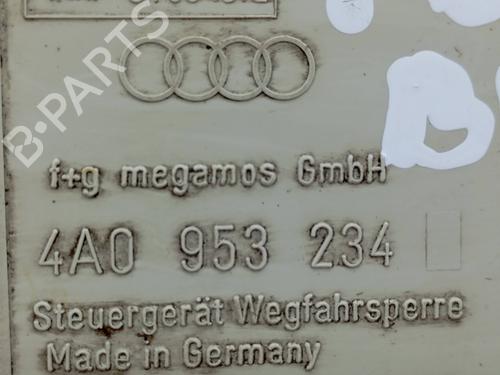 B-PARTS
f+g megamos GmbH
4A0 953 234
Steuergerät Wegfahrsperre
Made in Germany